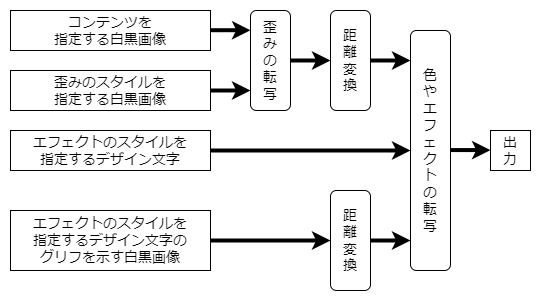 コンテンツを
指定する白黒画像
歪みのスタイルを
指定する白黒画像
歪みの転写
距離変換
エフェクトのスタイルを
指定するデザイン文字
エフェクトのスタイルを
指定するデザイン文字の
グリフを示す白黒画像
距離変換
色やエフェクトの転写
出力